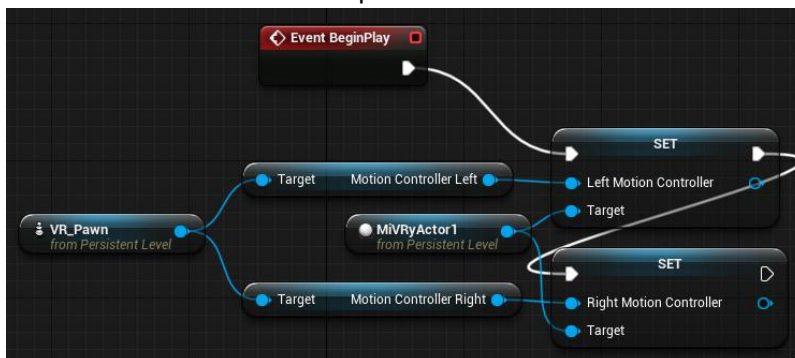 Event BeginPlay
SET
Target Motion Controller Left
Left Motion Controller
Target
VR_Pawn
from Persistent Level
MiVRyActor1
from Persistent Level
SET
Target Motion Controller Right
Right Motion Controller
Target